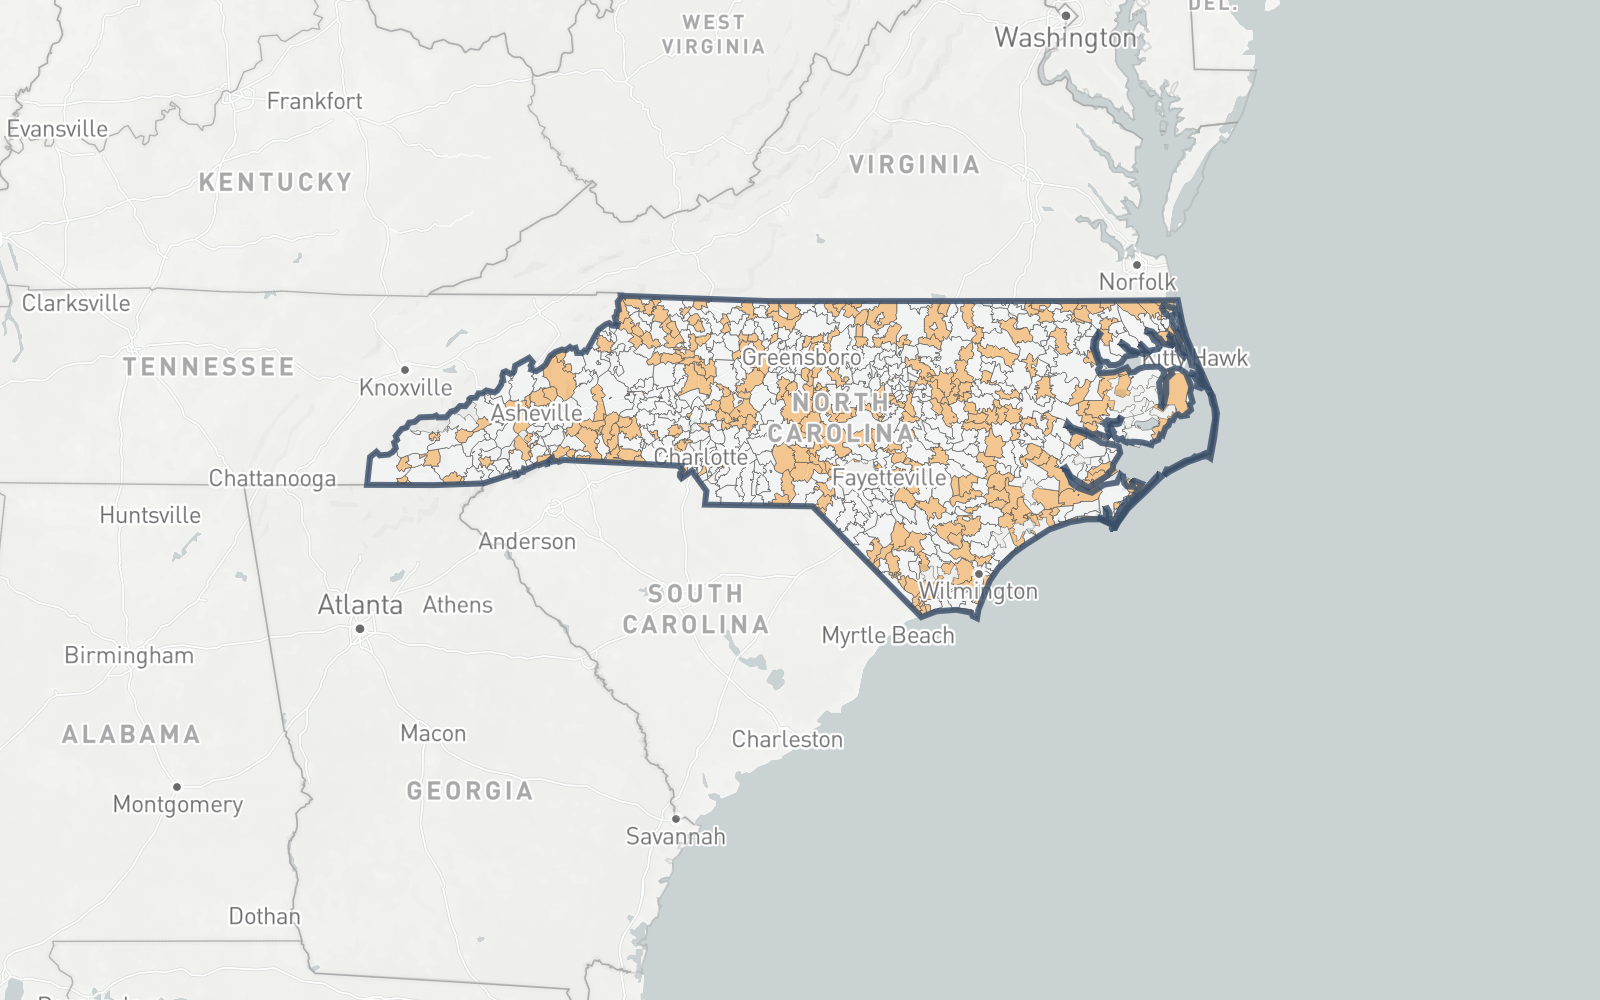 DEL.
WEST
VIRGINIA
Washington
Frankfort
Evansville
VIRGINIA
KENTUCKY
Norfolk
Clarksville
Greensboro
Kitty Hawk
TENNESSEE
Knoxville
NORTH
CAROLINA
Asheville
Charlotte
Chattanooga
Fayetteville
Huntsville
Anderson
Wilmington
SOUTH
CAROLINA
Atlanta
Athens
Myrtle Beach
Birmingham
ALABAMA
Macon
Charleston
GEORGIA
Montgomery
Savannah
Dothan